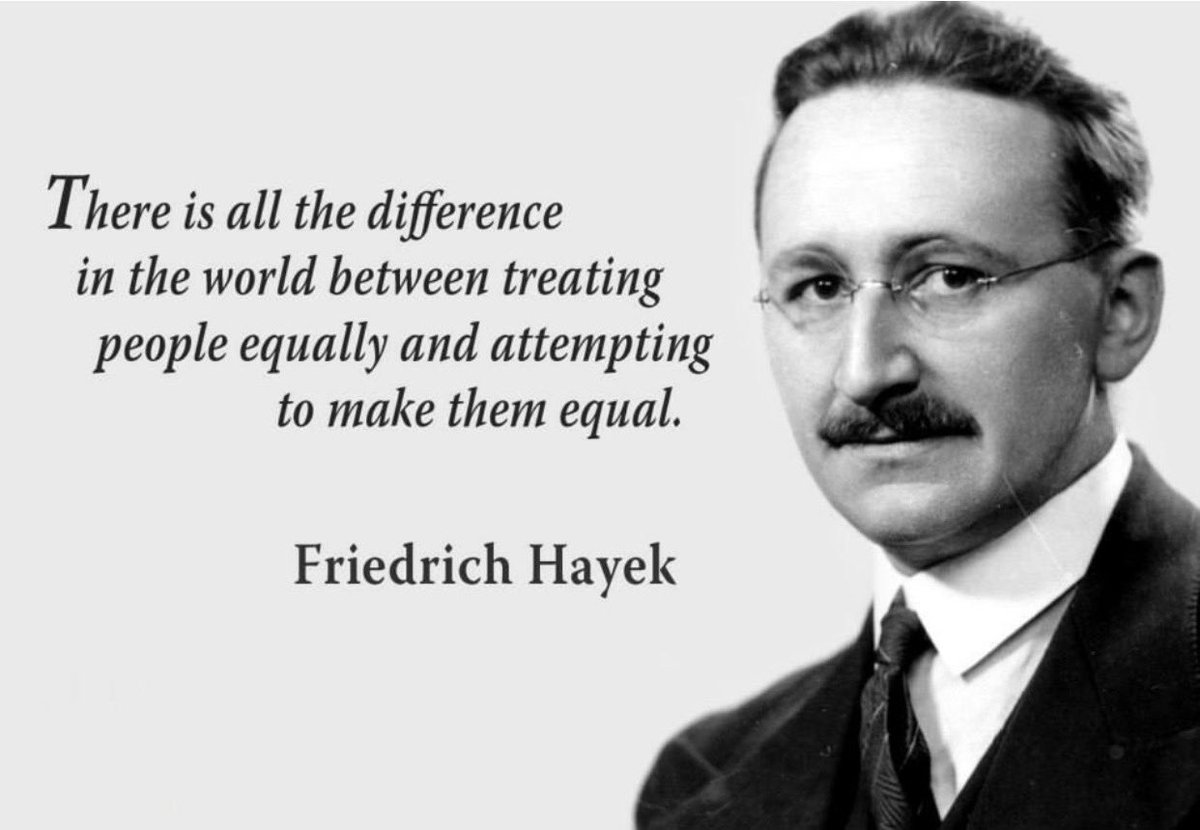 There is all the difference
in the world between treating
people equally and attempting
to make them equal.
Friedrich Hayek